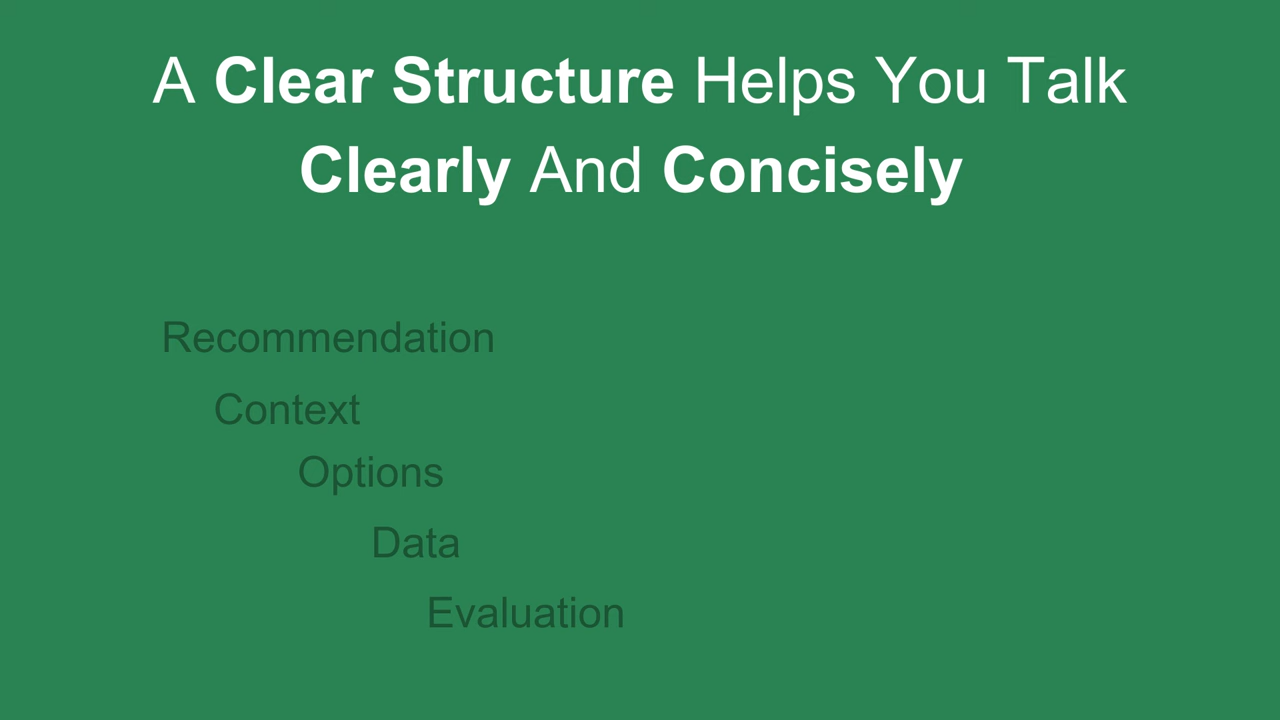 A Clear Structure Helps You Talk
Clearly And Concisely
Recommendation
Context
Options
Data
Evaluation